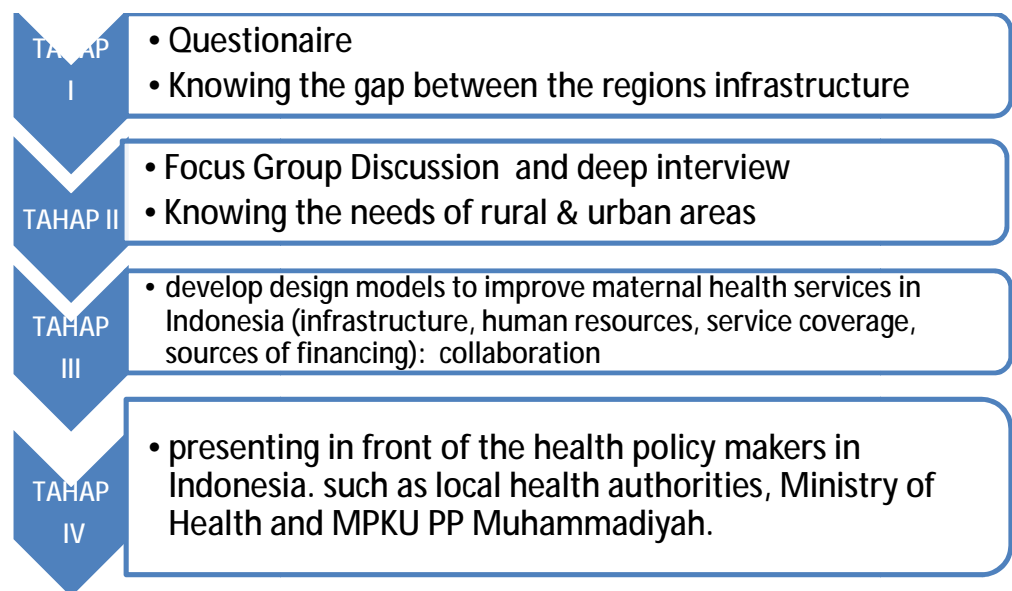 TAHAP
I
• Questionaire
• Knowing the gap between the regions infrastructure
TAHAP II
• Focus Group Discussion and deep interview
• Knowing the needs of rural & urban areas
TAHAP
III
• develop design models to improve maternal health services in
Indonesia (infrastructure, human resources, service coverage,
sources of financing): collaboration
TAHAP
IV
• presenting in front of the health policy makers in
Indonesia. such as local health authorities, Ministry of
Health and MPKU PP Muhammadiyah.